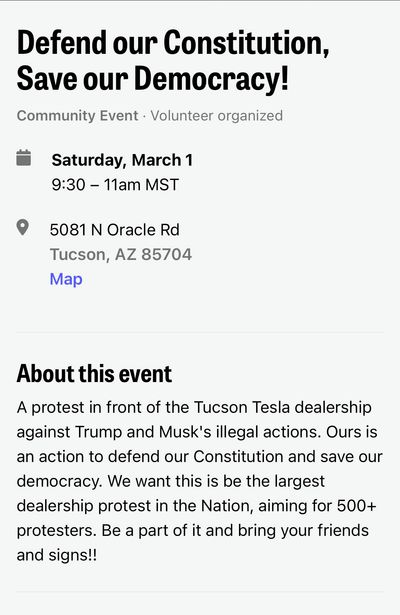 Defend our Constitution,
Save our Democracy!
Community Event · Volunteer organized
Saturday, March 1
9:30 – 11am MST
5081 N Oracle Rd
Tucson, AZ 85704
Map
About this event
A protest in front of the Tucson Tesla dealership
against Trump and Musk's illegal actions. Ours is
an action to defend our Constitution and save our
democracy. We want this is be the largest
dealership protest in the Nation, aiming for 500+
protesters. Be a part of it and bring your friends
and signs!!